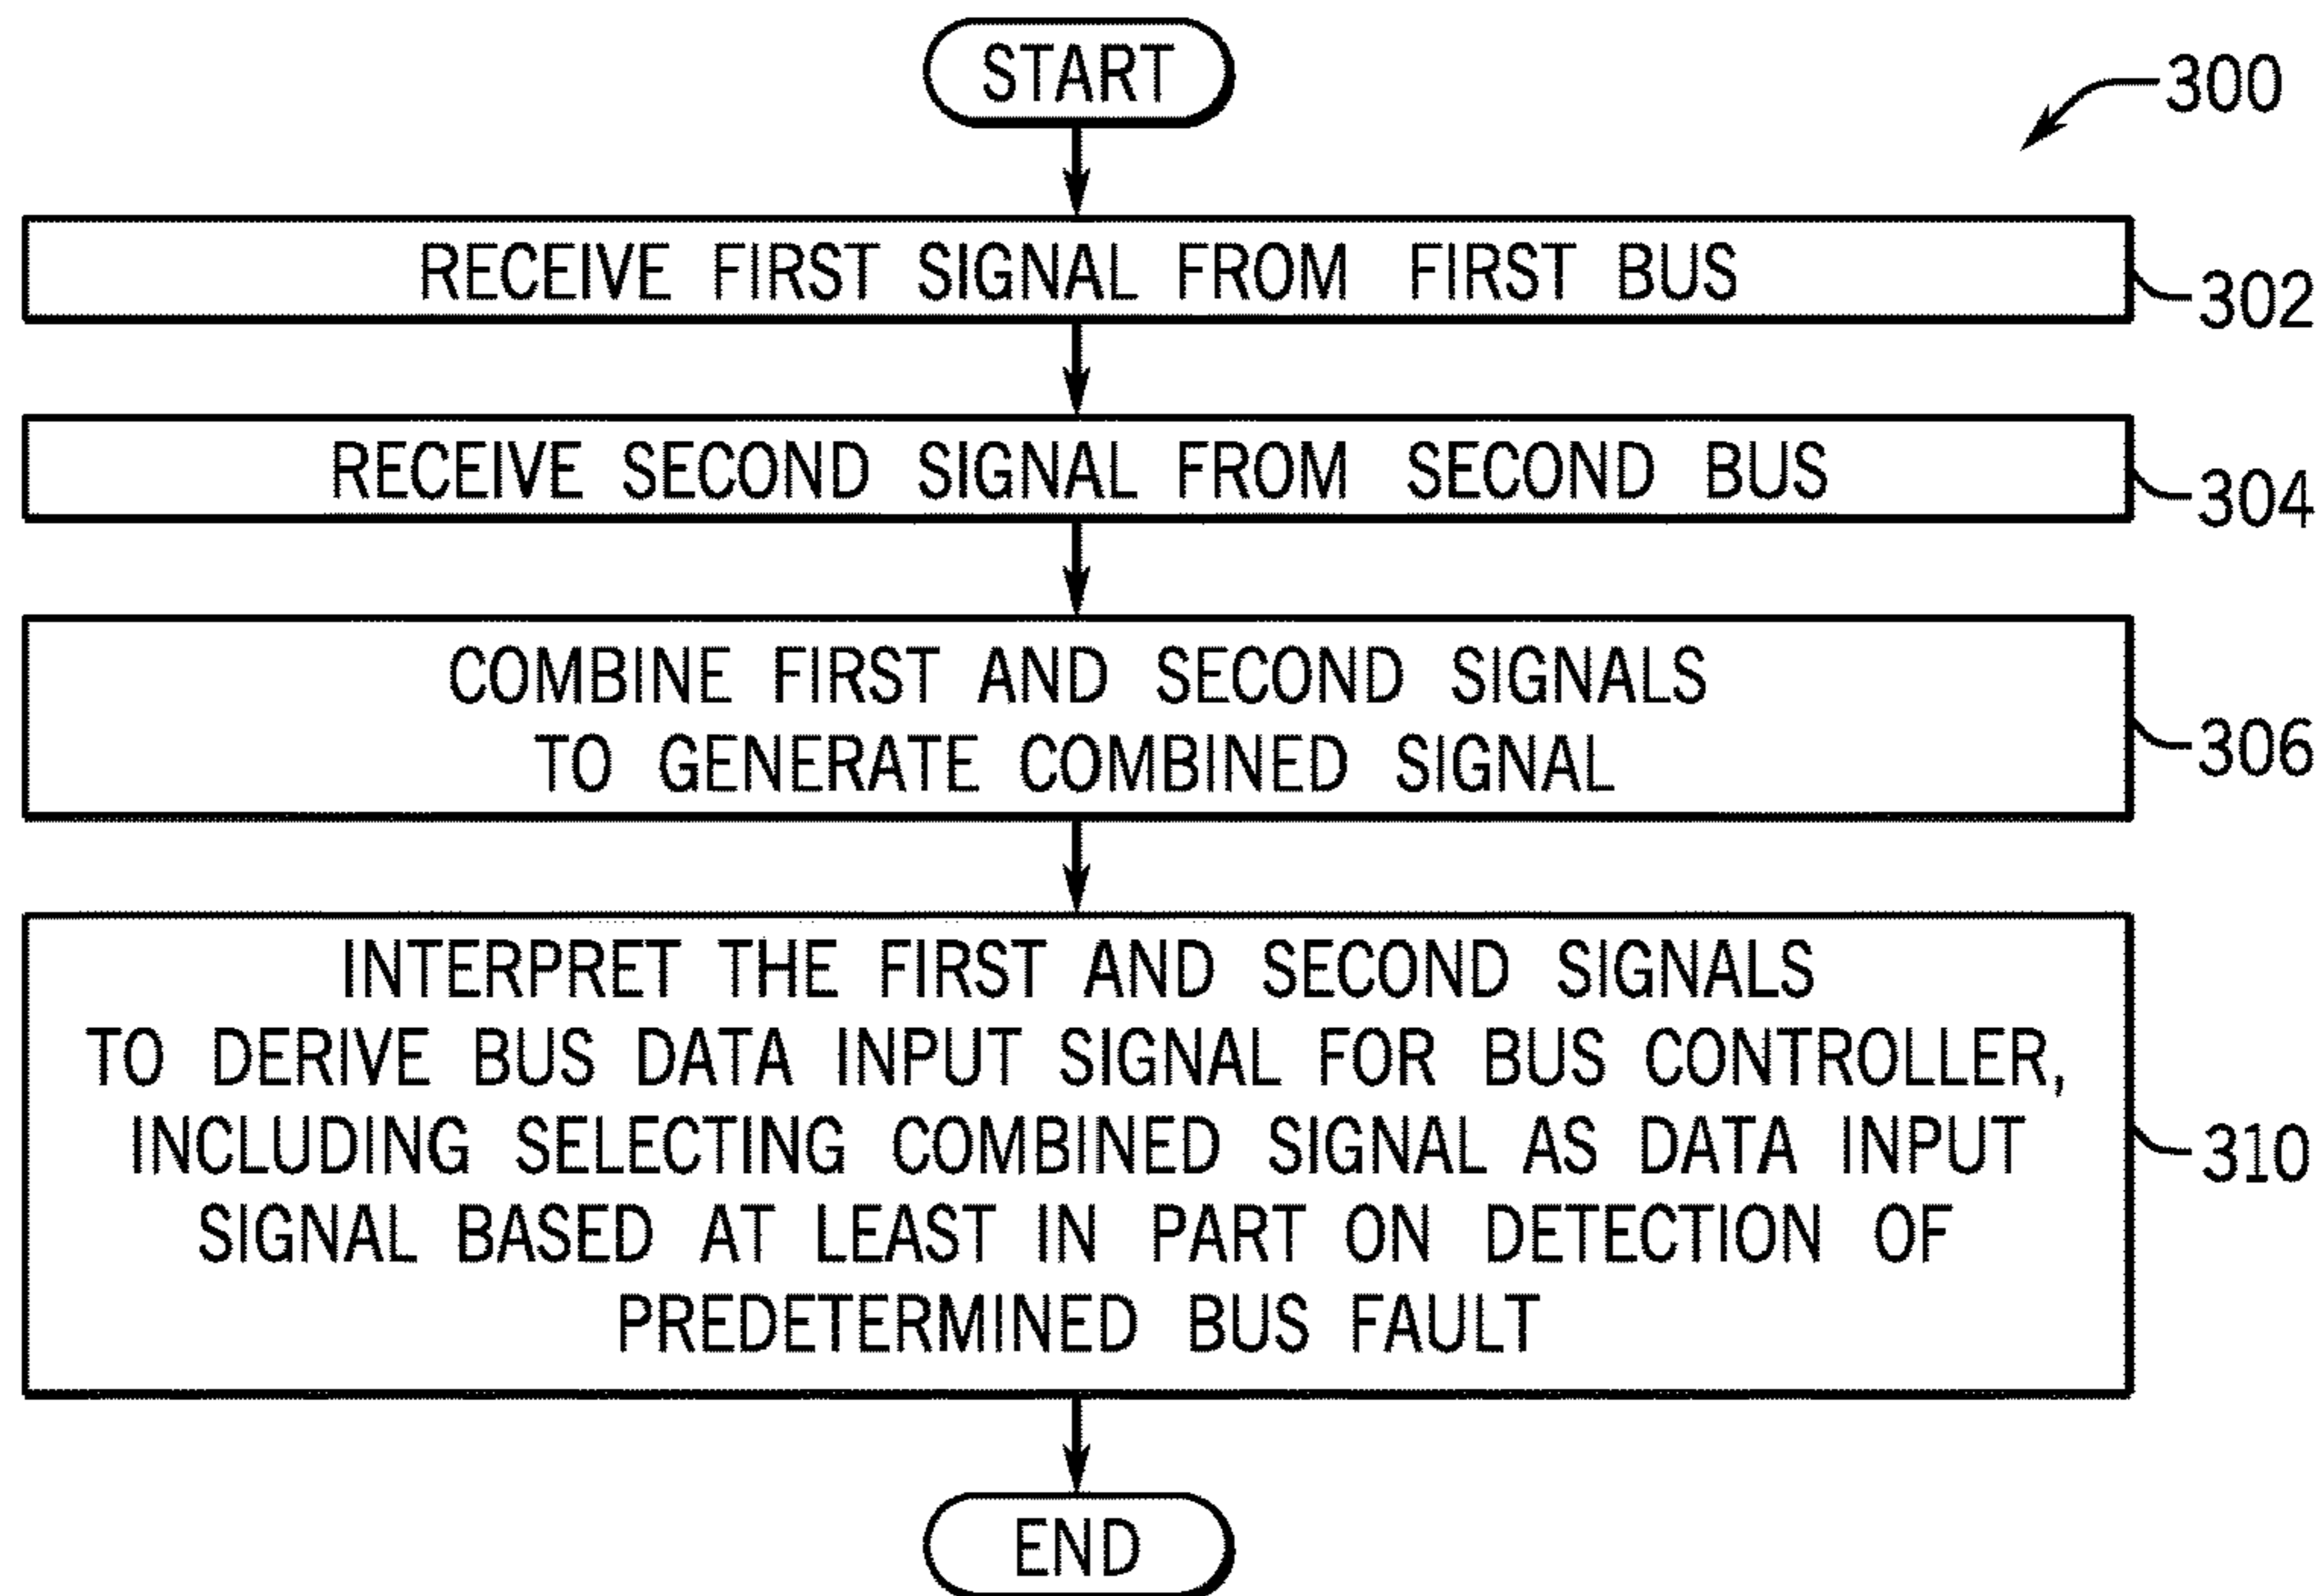 START
300
RECEIVE FIRST SIGNAL FROM FIRST BUS
302
RECEIVE SECOND SIGNAL FROM SECOND BUS
304
COMBINE FIRST AND SECOND SIGNALS
TO GENERATE COMBINED SIGNAL
306
INTERPRET THE FIRST AND SECOND SIGNALS
TO DERIVE BUS DATA INPUT SIGNAL FOR BUS CONTROLLER,
INCLUDING SELECTING COMBINED SIGNAL AS DATA INPUT
SIGNAL BASED AT LEAST IN PART ON DETECTION OF
PREDETERMINED BUS FAULT
310
END